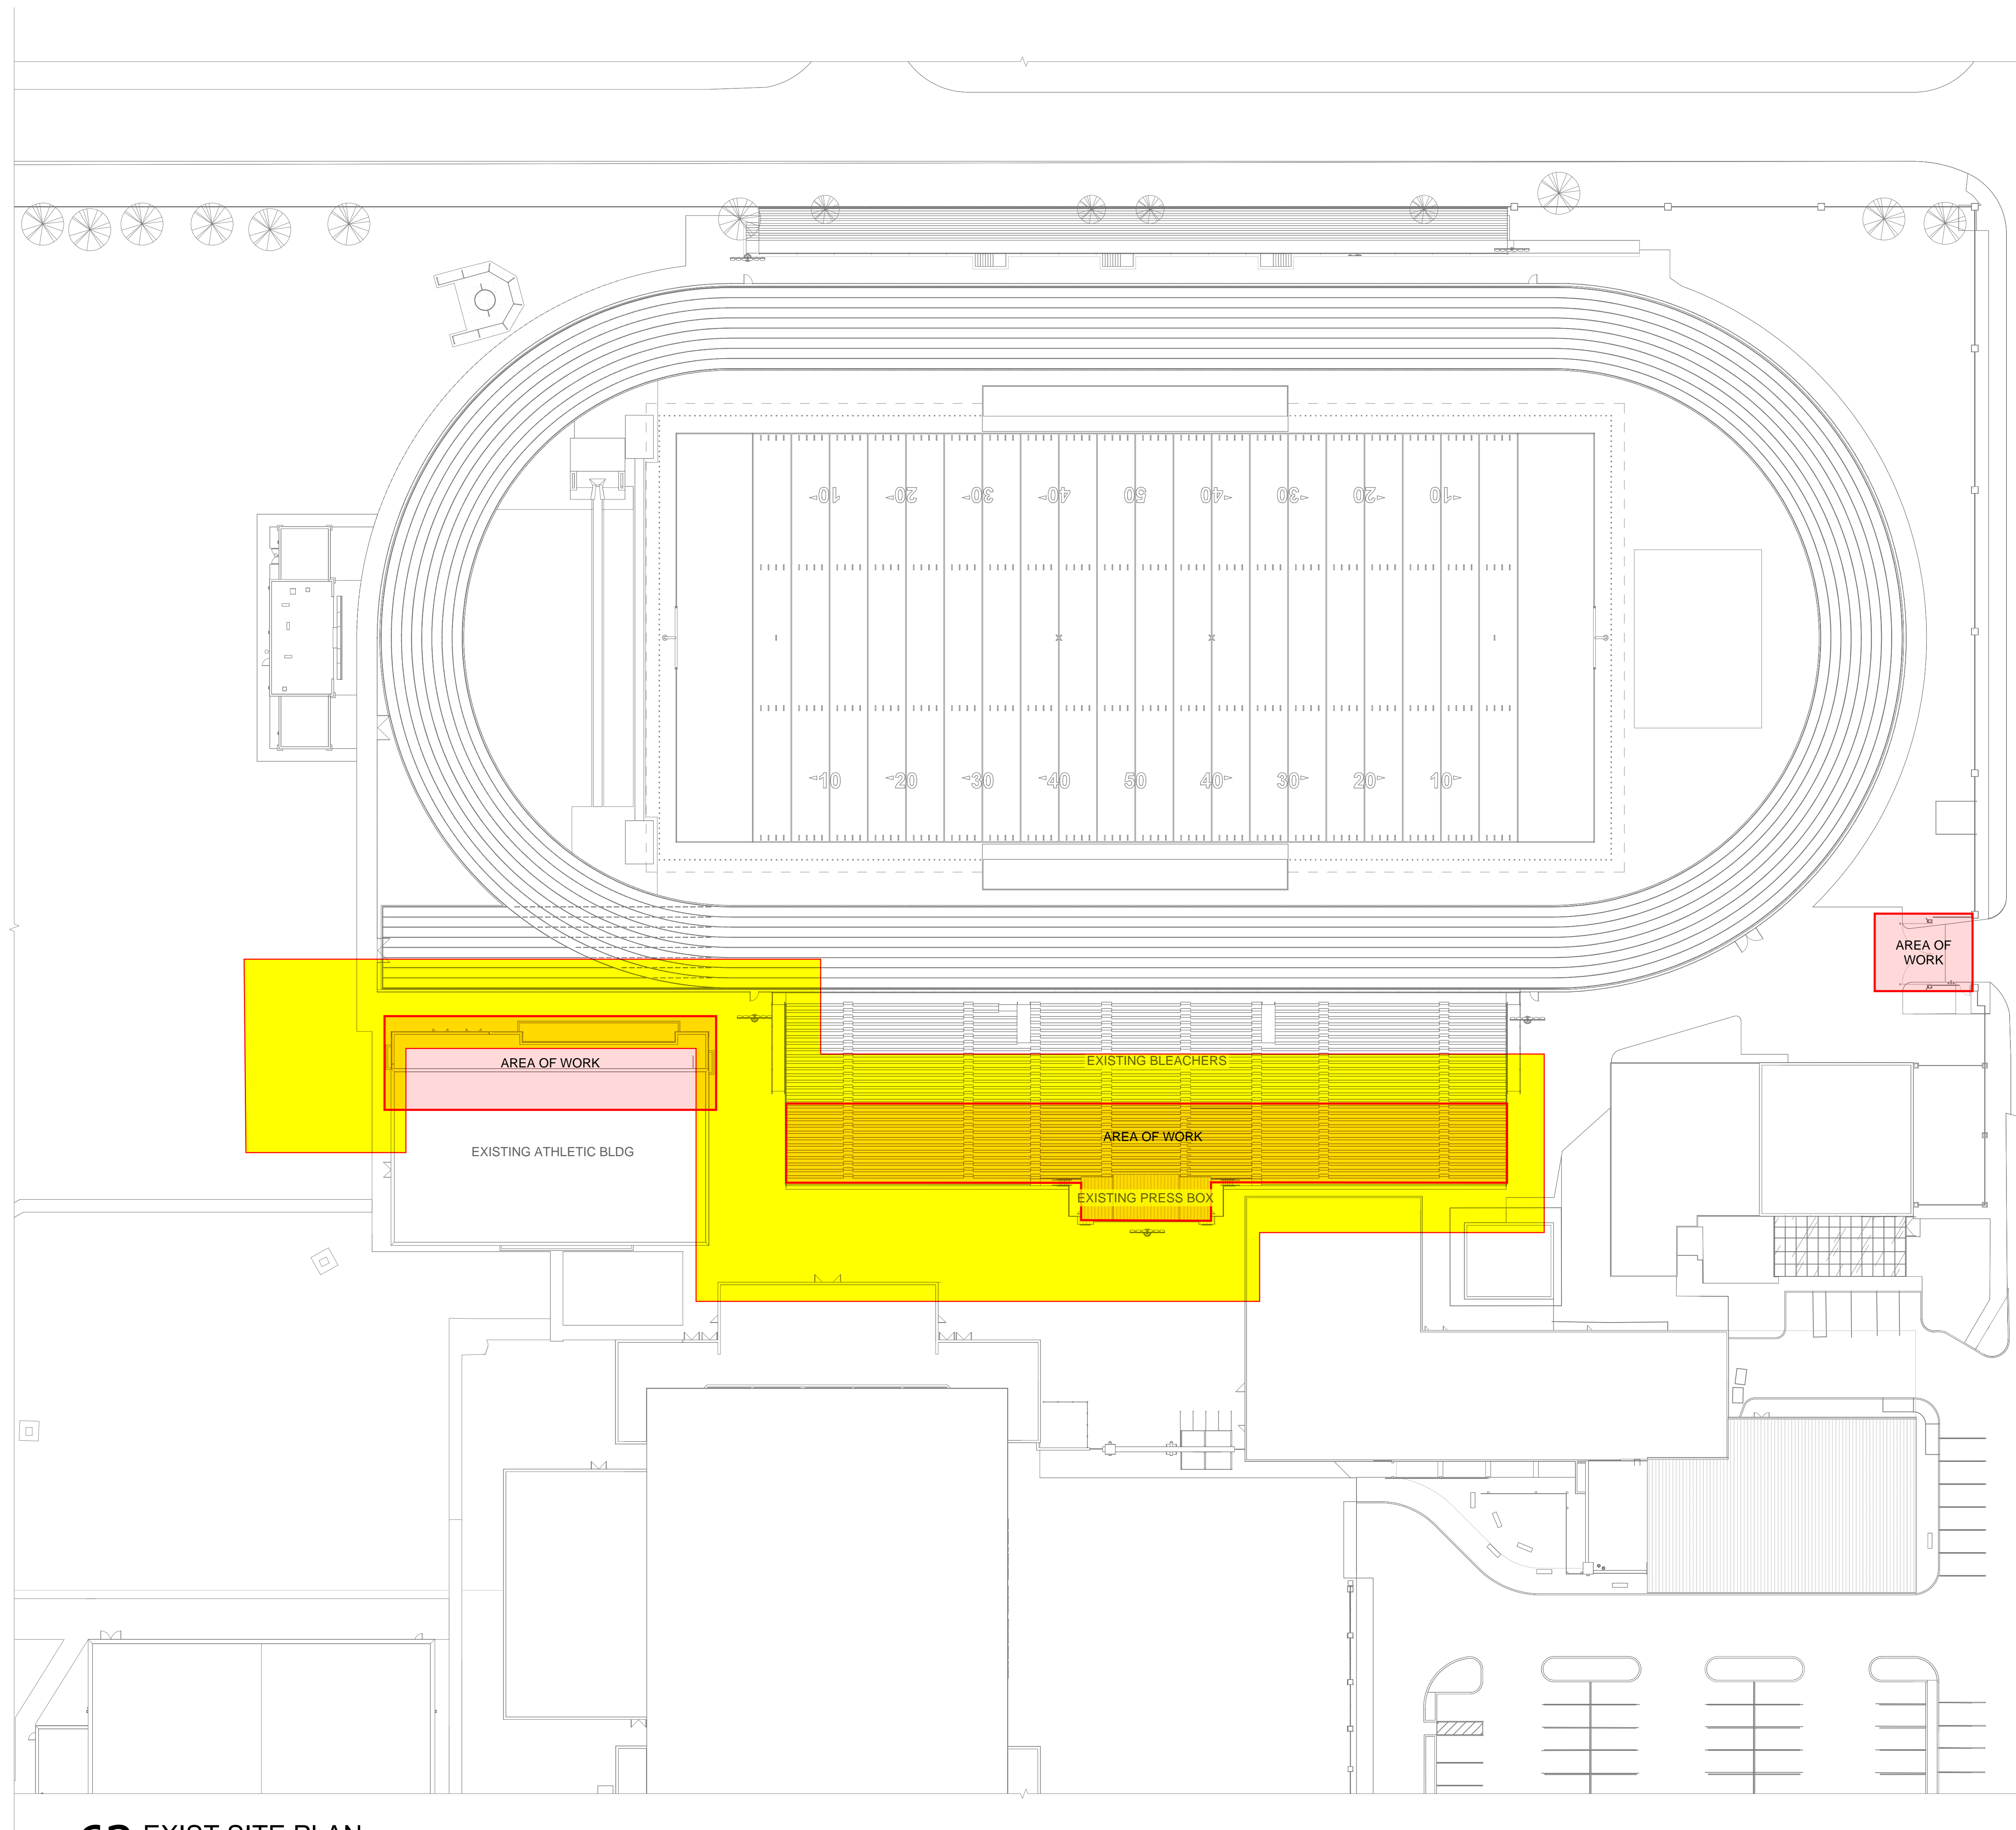 10 20 30 40 50 40 30 20 10
10 20 30 40 50 40 30 20 10
AREA OF
WORK
EXISTING BLEACHERS
AREA OF WORK
AREA OF WORK
EXISTING ATHLETIC BLDG
EXISTING PRESS BOX
EXIST SITE PLAN